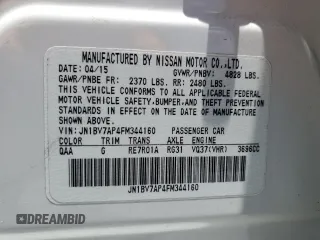 MANUFACTURED BY NISSAN MOTOR CO.,LTD.
DATE: 04/15 GVWR/PNBV: 4828 LBS.
GAWR/PNBE FR: 2370 LBS. RR: 2480 LBS.
THIS VEHICLE CONFORMS TO ALL APPLICABLE FEDERAL
MOTOR VEHICLE SAFETY,BUMPER,AND THEFT PREVENTION
STANDARDS IN EFFECT ON THE DATE OF MANUFACTURE
SHOWN ABOVE.
VIN: JN1BV7AP4FM344160 PASSENGER CAR
COLOR TRIM TRANS AXLE ENGINE
QAA G RE7R01A RG31 VQ37(VHR) 3696CC
JN1BV7AP4FM344160